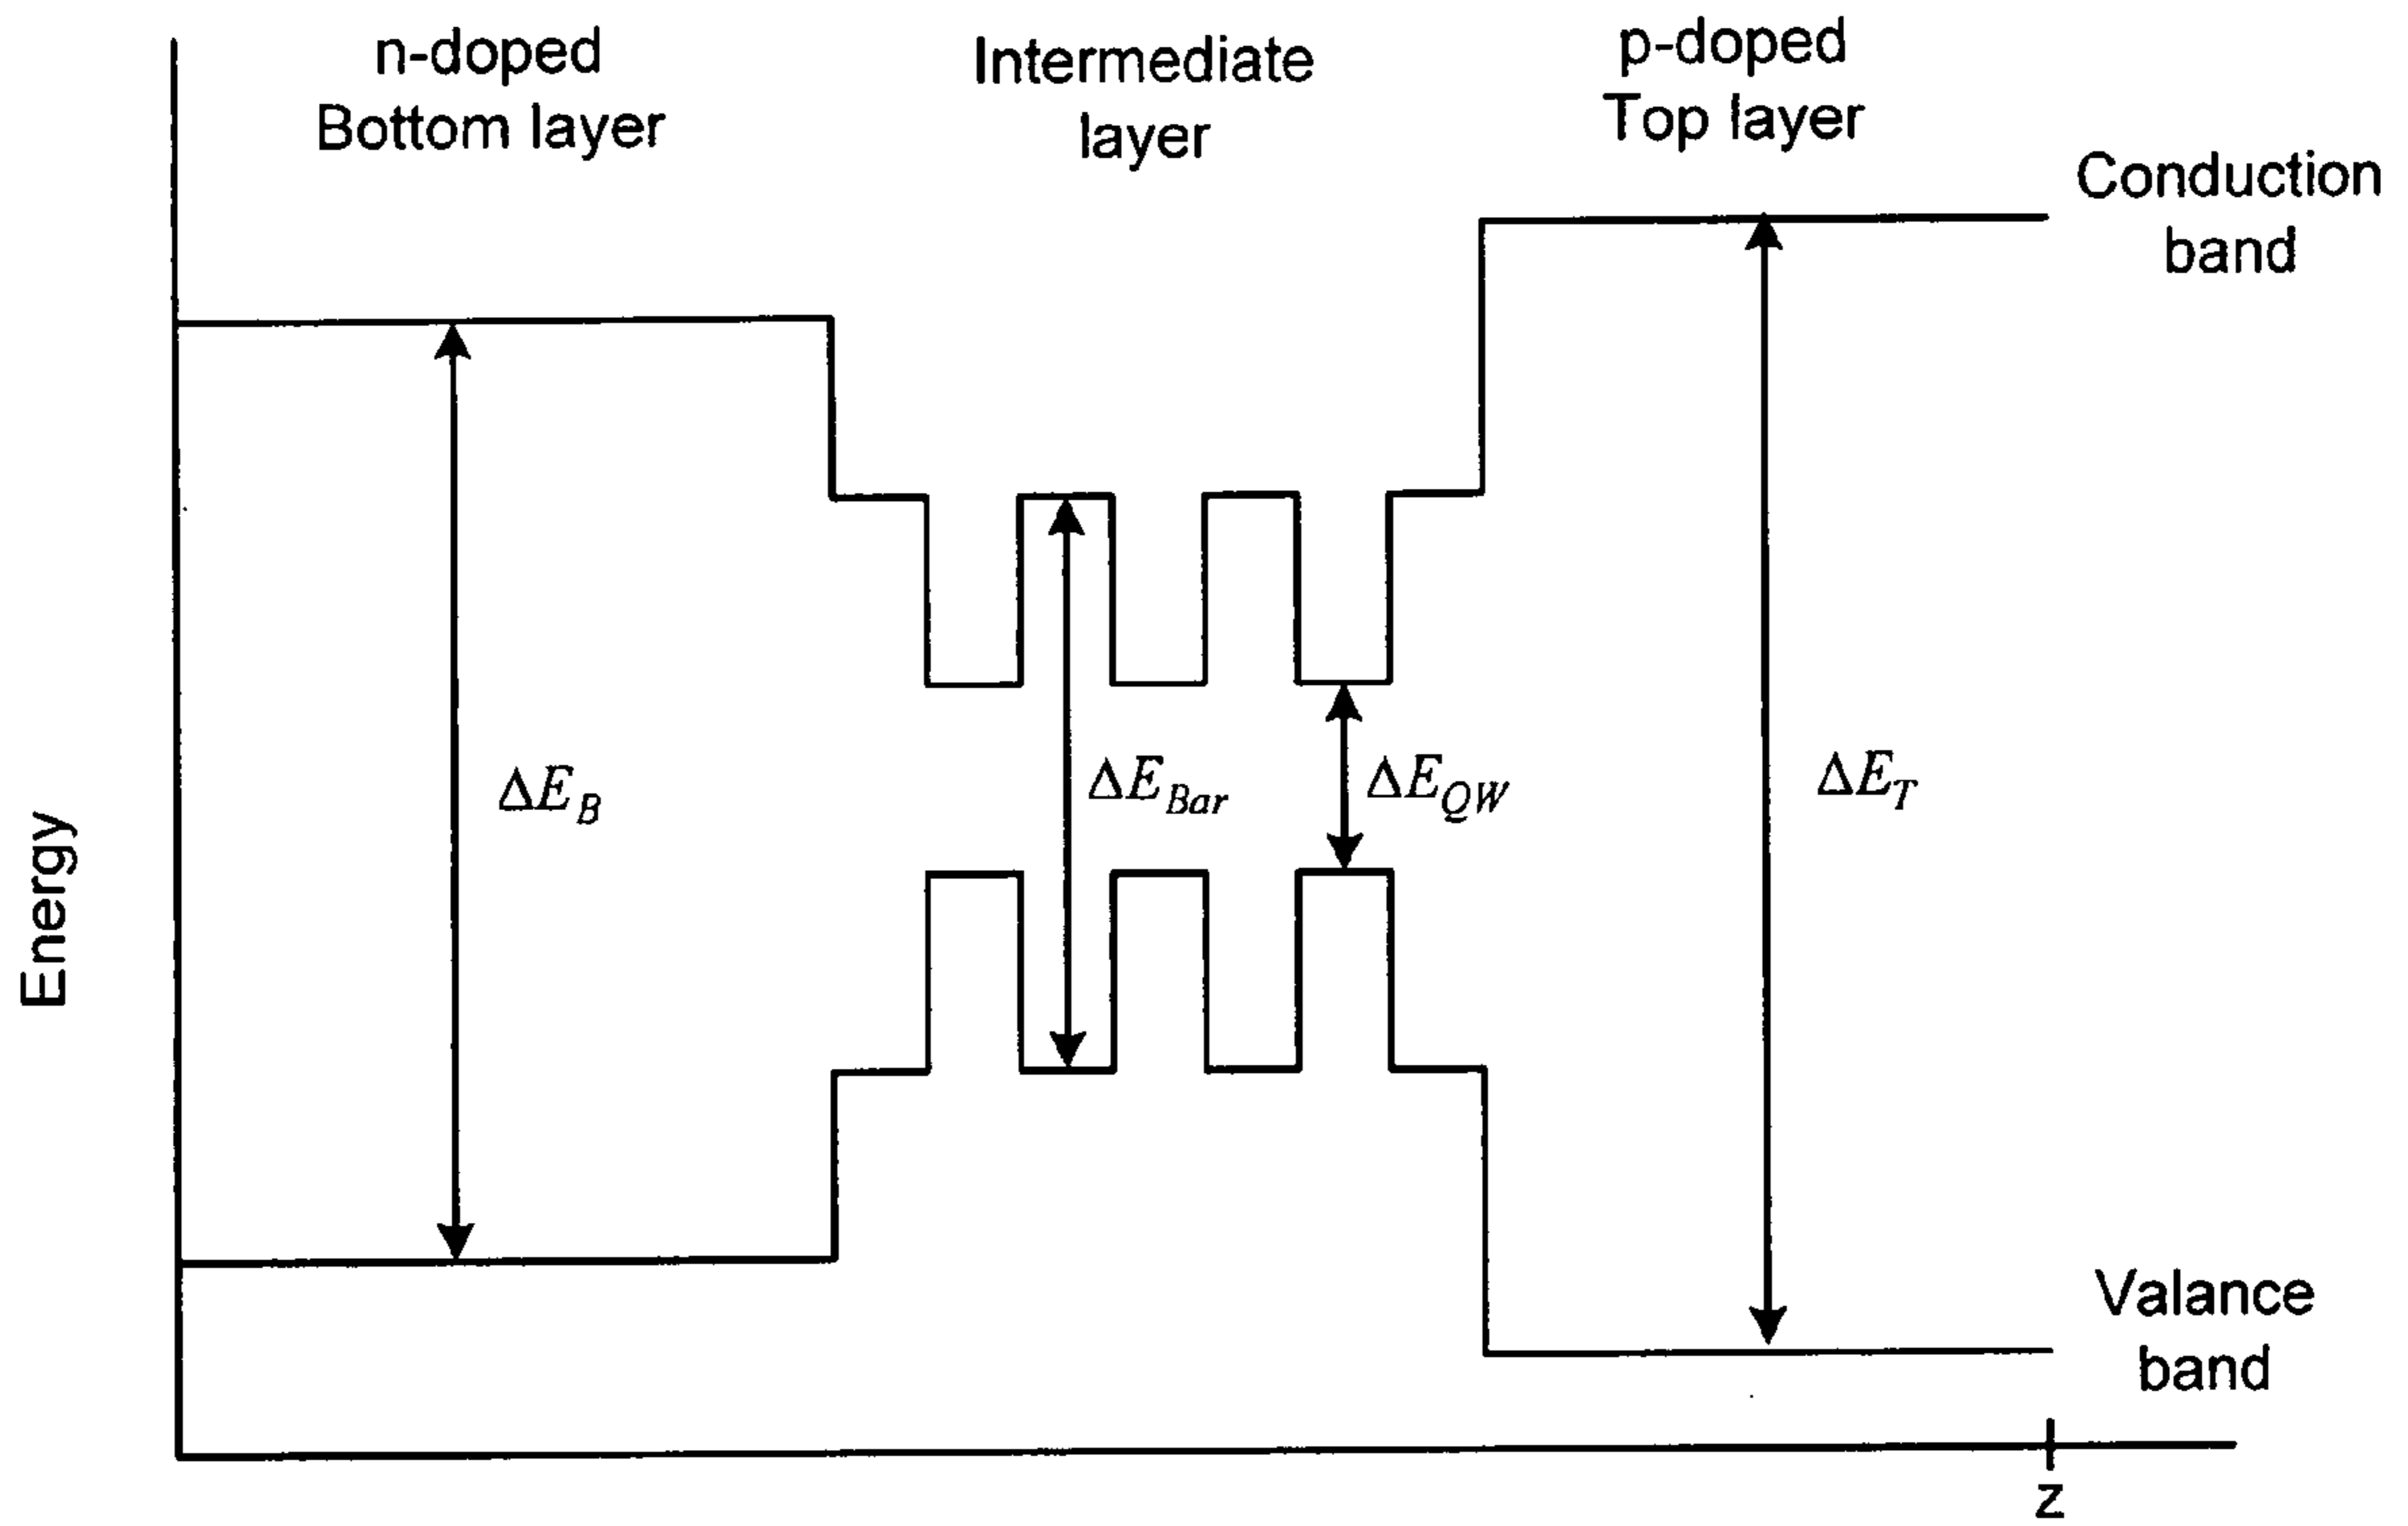 n-doped
Bottom layer
Intermediate
layer
p-doped
Top layer
Conduction
band
Energy
ΔE_B
ΔE_Bar
ΔE_QW
ΔE_T
Valance
band
z